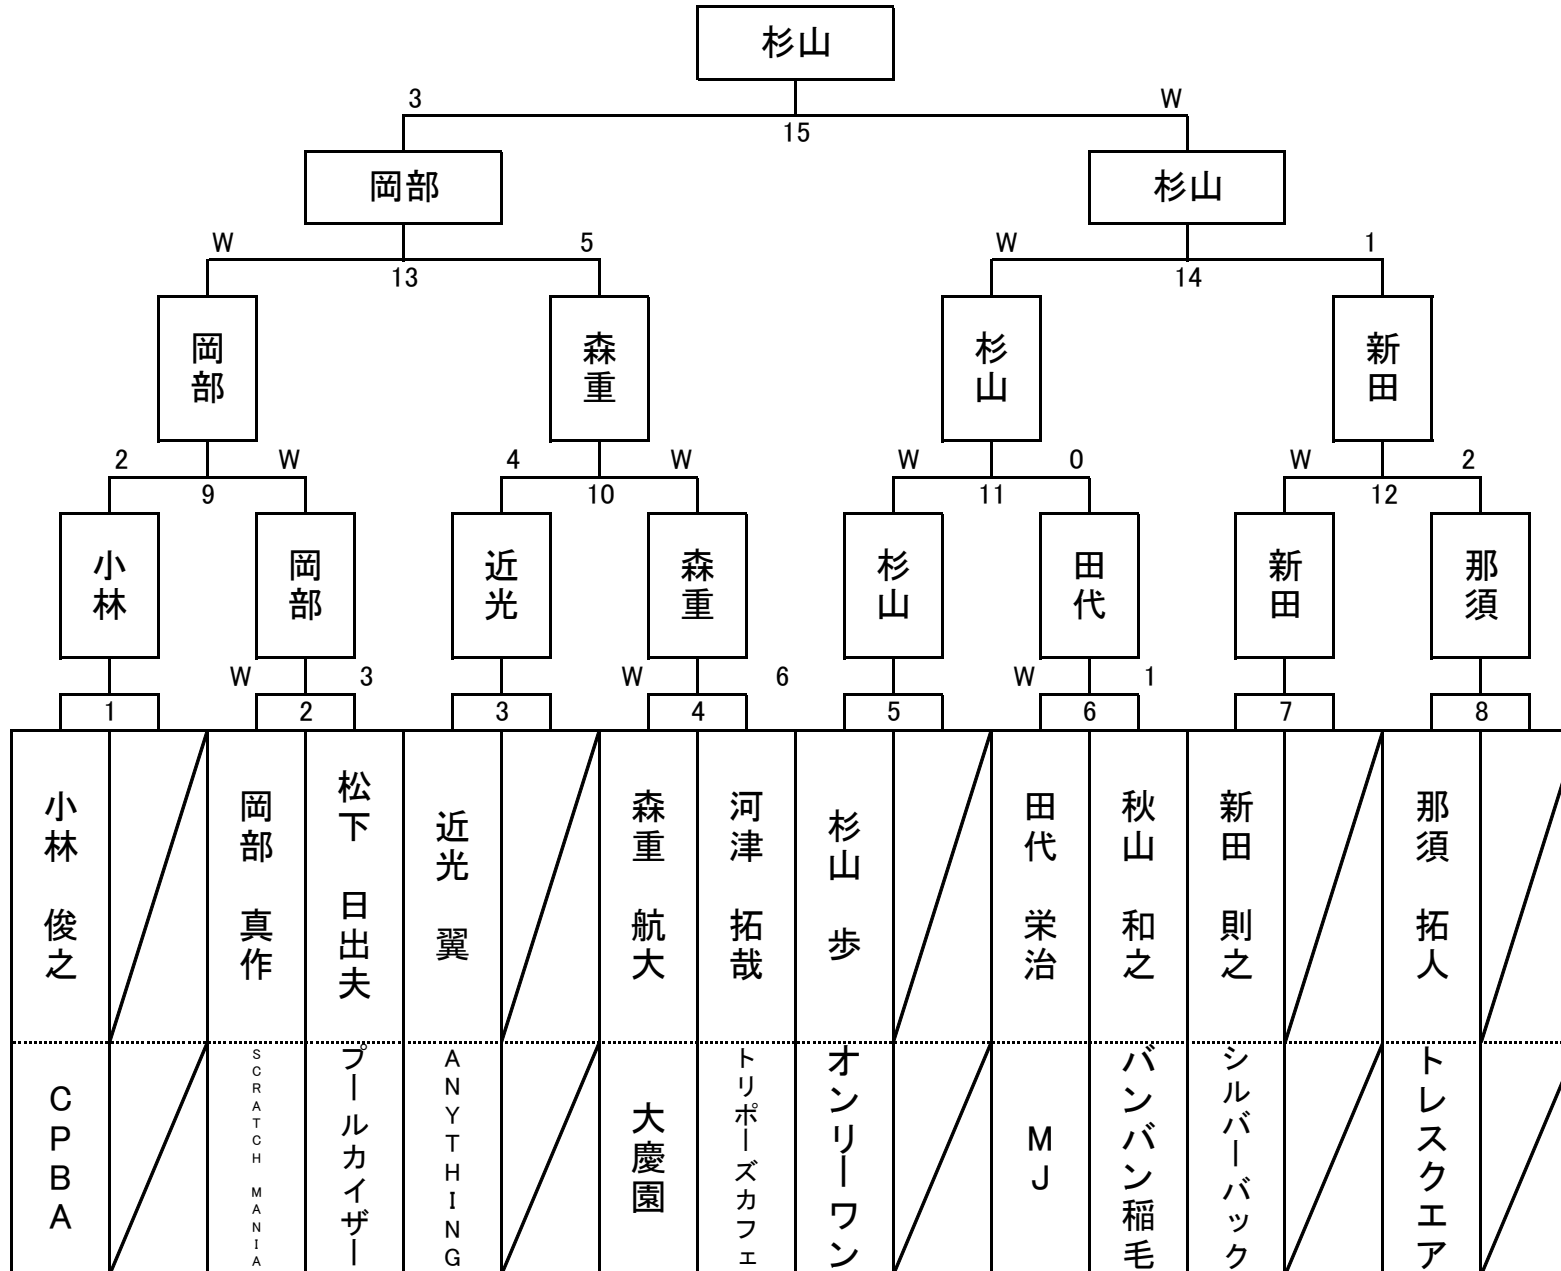 杉山
3
W
15
岡部
杉山
W
5
W
1
13
14
岡部
森重
杉山
新田
2
W
4
W
W
0
W
2
9
10
11
12
小林
岡部
近光
森重
杉山
田代
新田
那須
W
3
W
6
W
1
1
2
3
4
5
6
7
8
小林 俊之
岡部 真作
松下 日出夫
近光 翼
森重 航大
河津 拓哉
杉山 歩
田代 栄治
秋山 和之
新田 則之
那須 拓人
CPBA
SCRATCH MANIA
プールカイザー
ANYTHING
大慶園
トリポーズカフェ
オンリーワン
MJ
バンバン稲毛
シルバーバック
トレスクエア